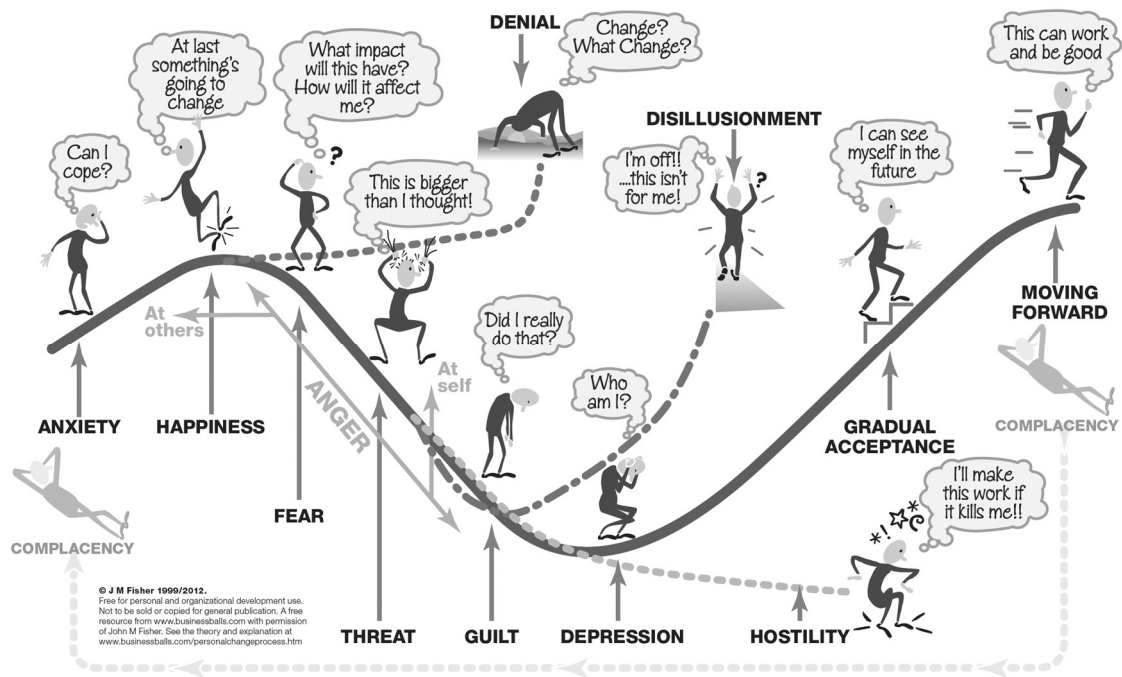 DENIAL
Change?
What Change?
This can work
and be good
At last
something's
going to
change
What impact
will this have?
How will it affect
me?
?
DISILLUSIONMENT
Can I
cope?
I'm off!!
....this isn't
for me!
?
I can see
myself in the
future
This is bigger
than I thought!
At
others
Did I really
do that?
MOVING
FORWARD
At
self
Who
am I?
ANGER
ANXIETY
HAPPINESS
GRADUAL
ACCEPTANCE
COMPLACENCY
I'll make
this work if
it kills me!!
FEAR
*!
COMPLACENCY
© J M Fisher 1999/2012.
Free for personal and organizational development use.
Not to be sold or copied for general publication. A free
resource from www.businessballs.com with permission
of John M Fisher. See the theory and explanation at
www.businessballs.com/personalchangeprocess.htm
THREAT
GUILT
DEPRESSION
HOSTILITY